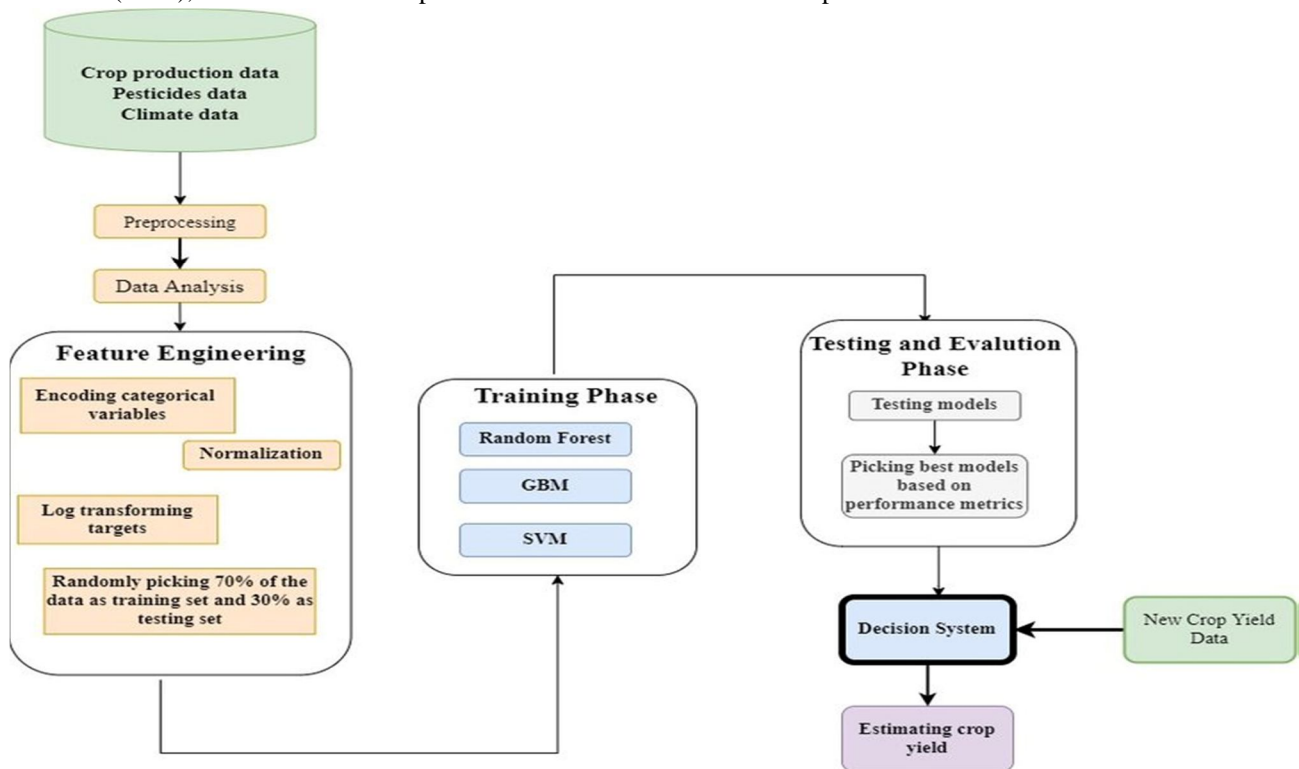 Crop production data
Pesticides data
Climate data
Preprocessing
Data Analysis
Feature Engineering
Encoding categorical
variables
Normalization
Log transforming
targets
Randomly picking 70% of the
data as training set and 30% as
testing set
Training Phase
Random Forest
GBM
SVM
Testing and Evalution
Phase
Testing models
Picking best models
based on
performance metrics
Decision System
New Crop Yield
Data
Estimating crop
yield